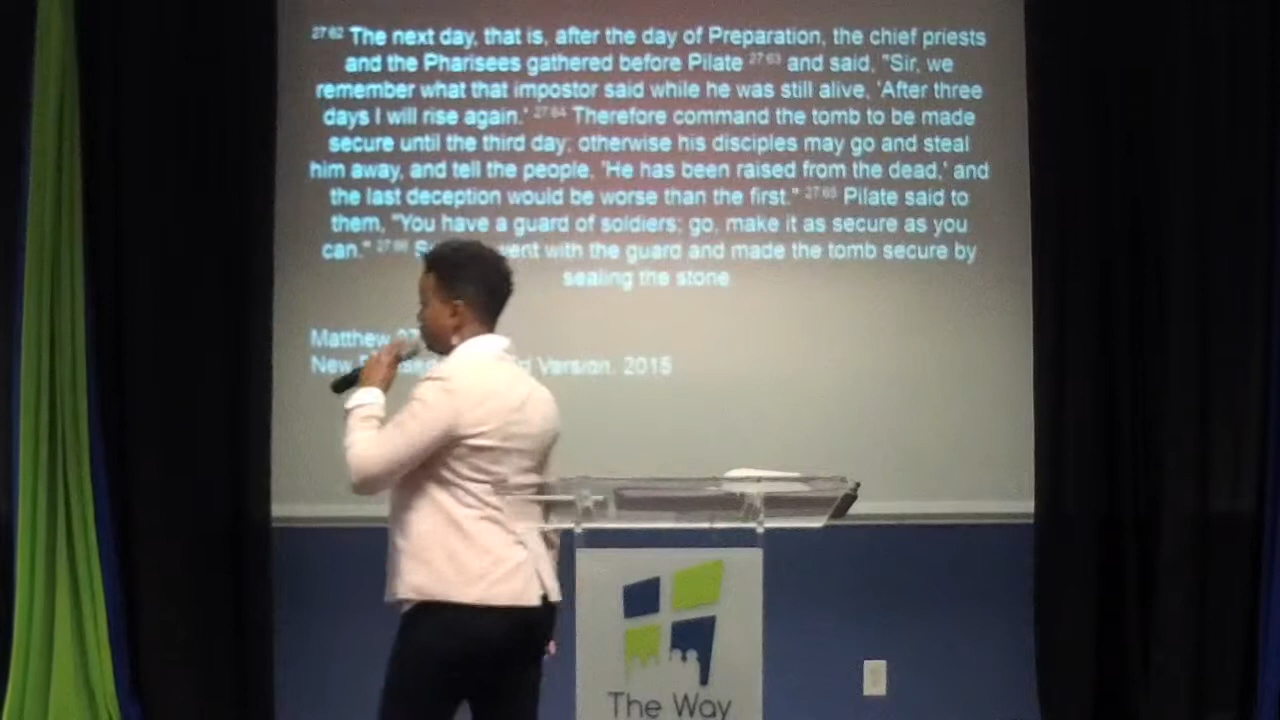 27:62 The next day, that is, after the day of Preparation, the chief priests
and the Pharisees gathered before Pilate 27:63 and said, "Sir, we
remember what that impostor said while he was still alive, 'After three
days I will rise again.' 27:64 Therefore command the tomb to be made
secure until the third day; otherwise his disciples may go and steal
him away, and tell the people, 'He has been raised from the dead,' and
the last deception would be worse than the first." 27:65 Pilate said to
them, "You have a guard of soldiers; go, make it as secure as you
can." 27:66 went with the guard and made the tomb secure by
sealing the stone
Matthew
New Version. 2015
The Way